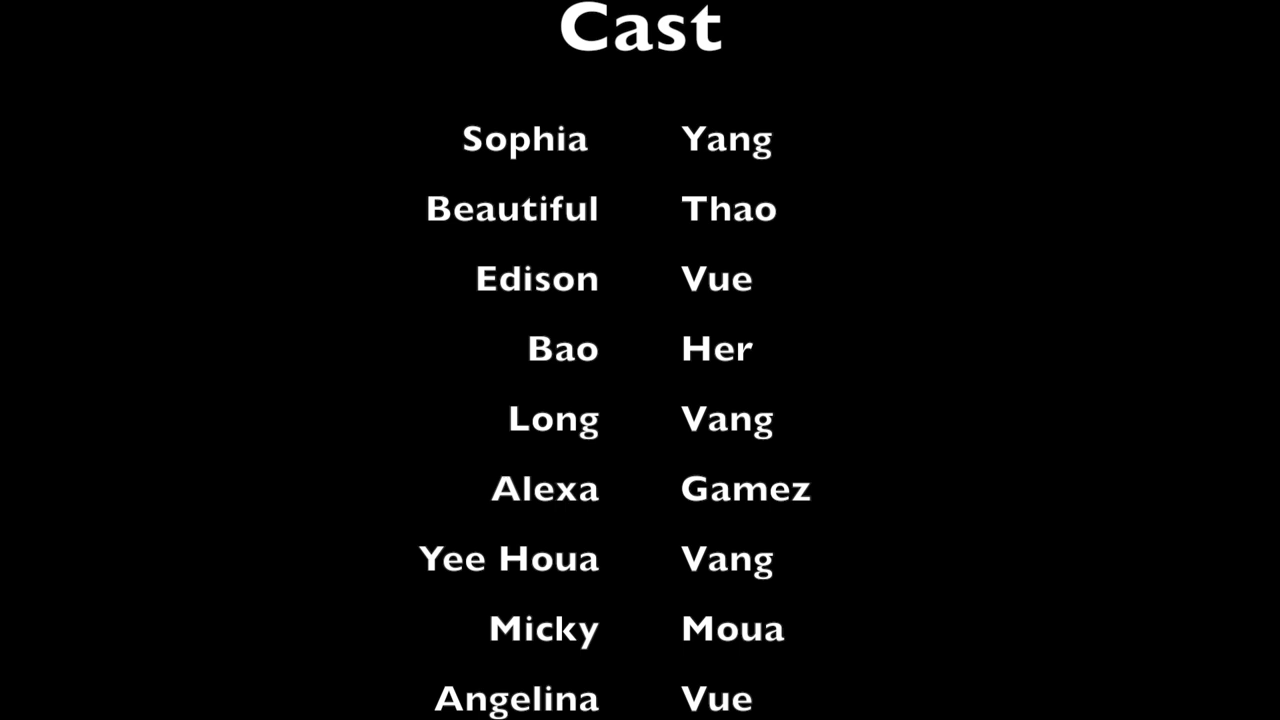 Cast
Sophia Yang
Beautiful Thao
Edison Vue
Bao Her
Long Vang
Alexa Gamez
Yee Houa Vang
Micky Moua
Angelina Vue